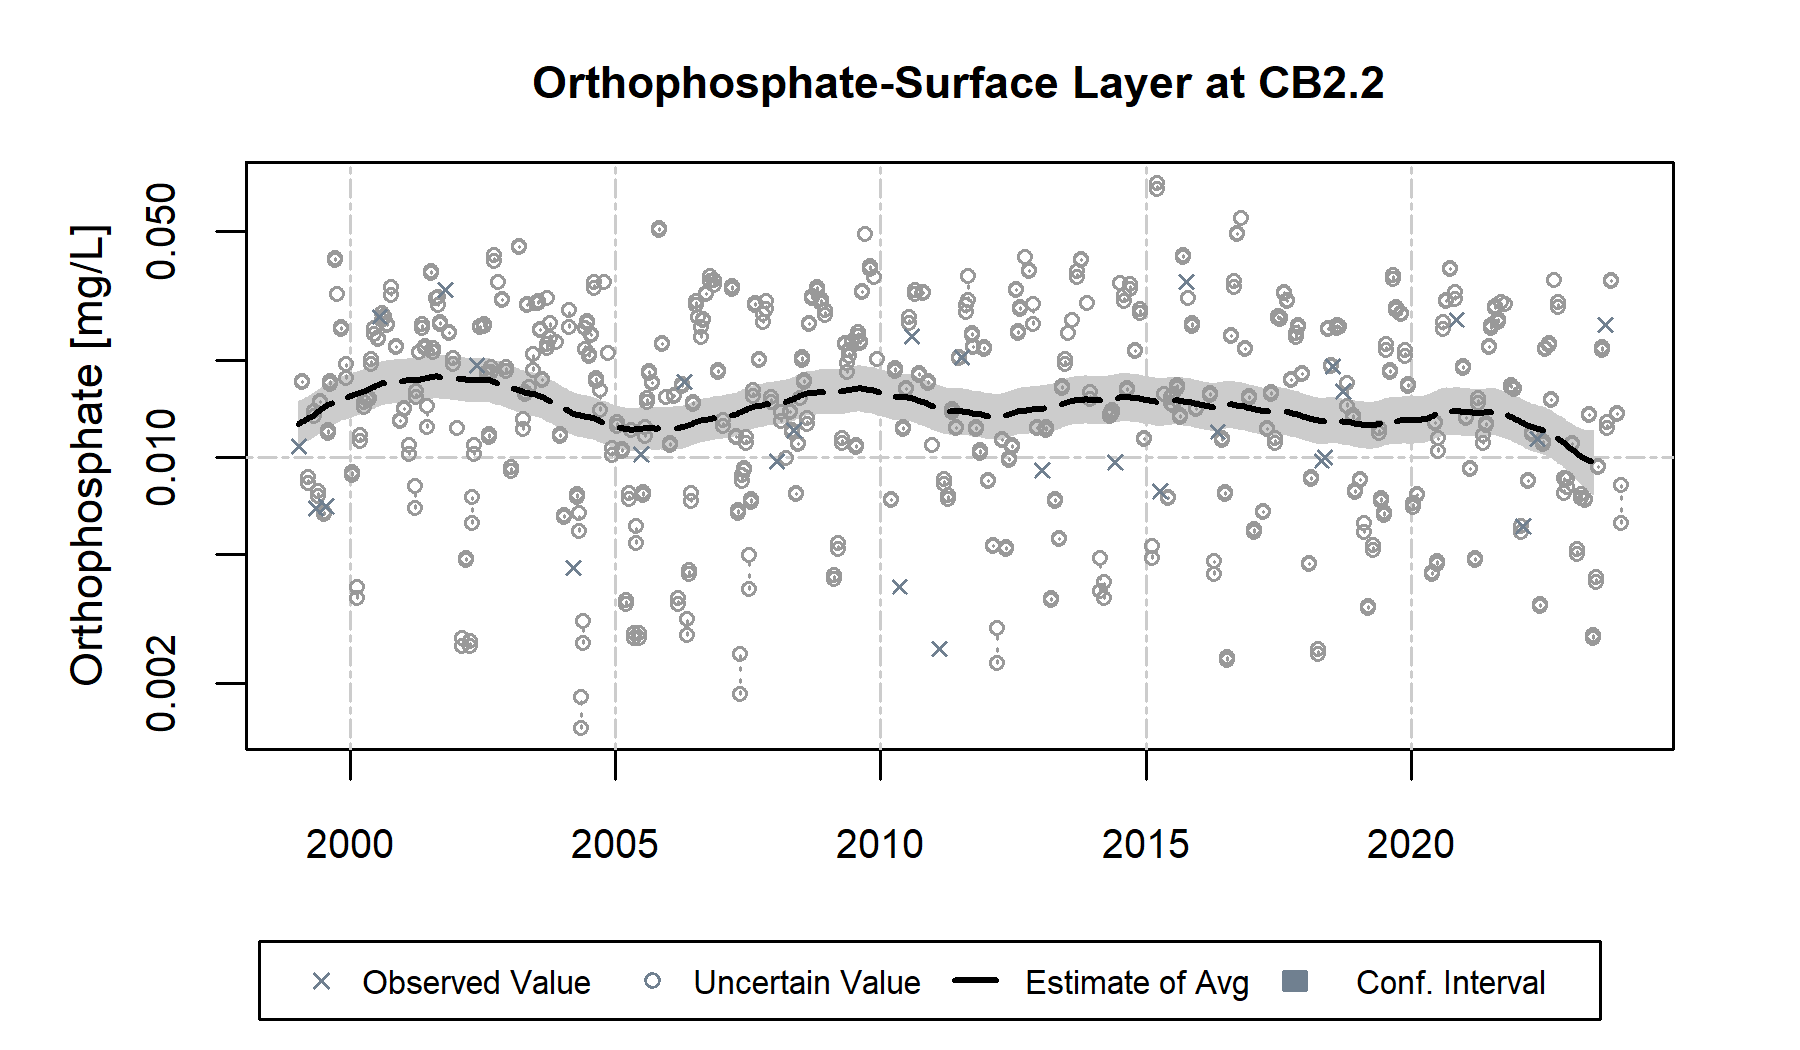 Orthophosphate-Surface Layer at CB2.2
Orthophosphate [mg/L]
0.050
0.010
0.002
2000 2005 2010 2015 2020
Observed Value Uncertain Value Estimate of Avg Conf. Interval